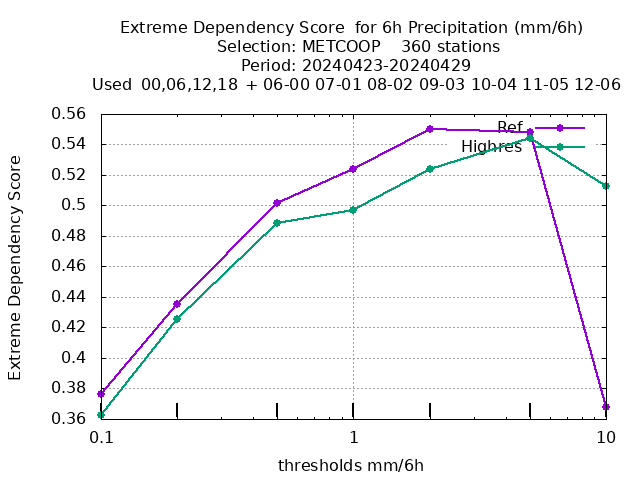 Extreme Dependency Score  for 6h Precipitation (mm/6h)
Selection: METCOOP    360 stations
Period: 20240423-20240429
Used  00,06,12,18  + 06-00 07-01 08-02 09-03 10-04 11-05 12-06
Extreme Dependency Score
0.56
0.54
0.52
0.5
0.48
0.46
0.44
0.42
0.4
0.38
0.36
Ref
Highres
0.1
1
10
thresholds mm/6h